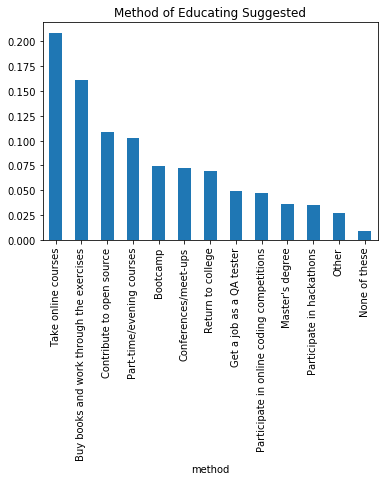 Method of Educating Suggested
0.200
0.175
0.150
0.125
0.100
0.075
0.050
0.025
0.000
Take online courses
Buy books and work through the exercises
Contribute to open source
Part-time/evening courses
Bootcamp
Conferences/meet-ups
Return to college
Get a job as a QA tester
Participate in online coding competitions
Master's degree
Participate in hackathons
Other
None of these
method